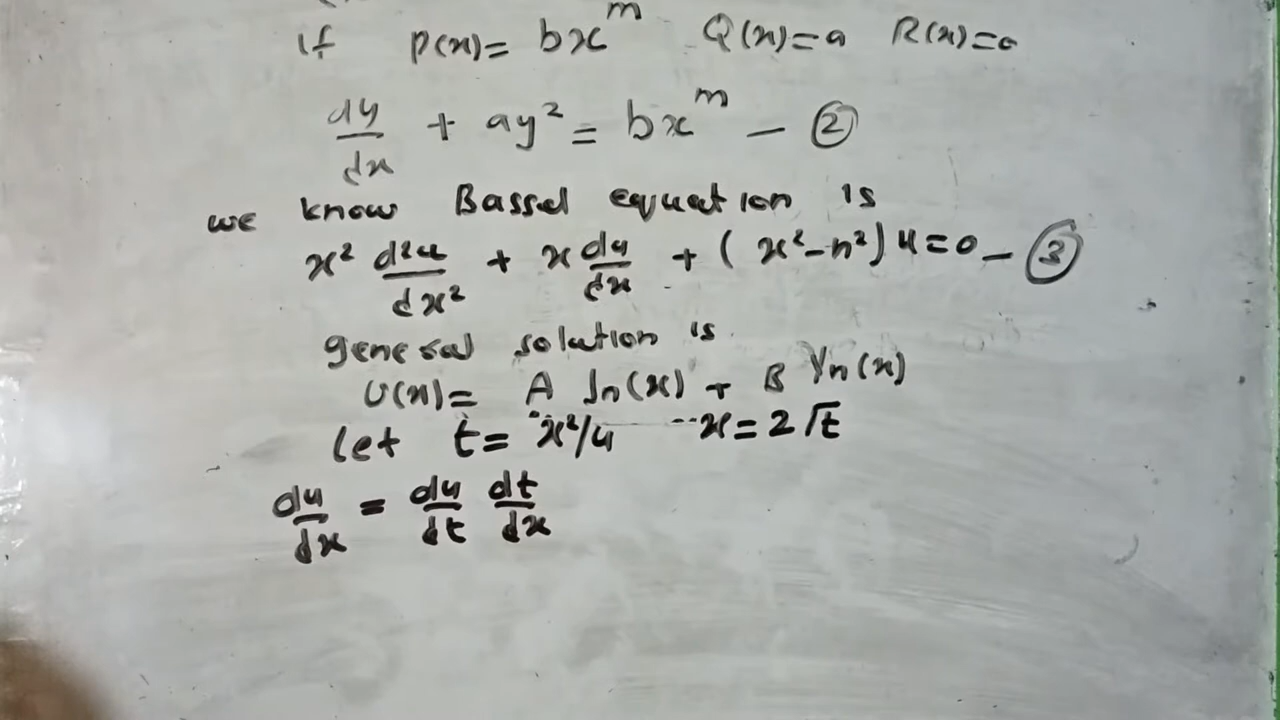 If P(x)= bx^m Q(x)=a R(x)=0
dy/dx + ay² = bx^m — ②
we know Bassel equation is
x² d²u/dx² + x du/dx + ( x²-n²) u=0 — ③
general solution is
U(x)= A Jn(x) + B Yn(x)
let t= x²/4 x=2√t
du/dx = du/dt dt/dx